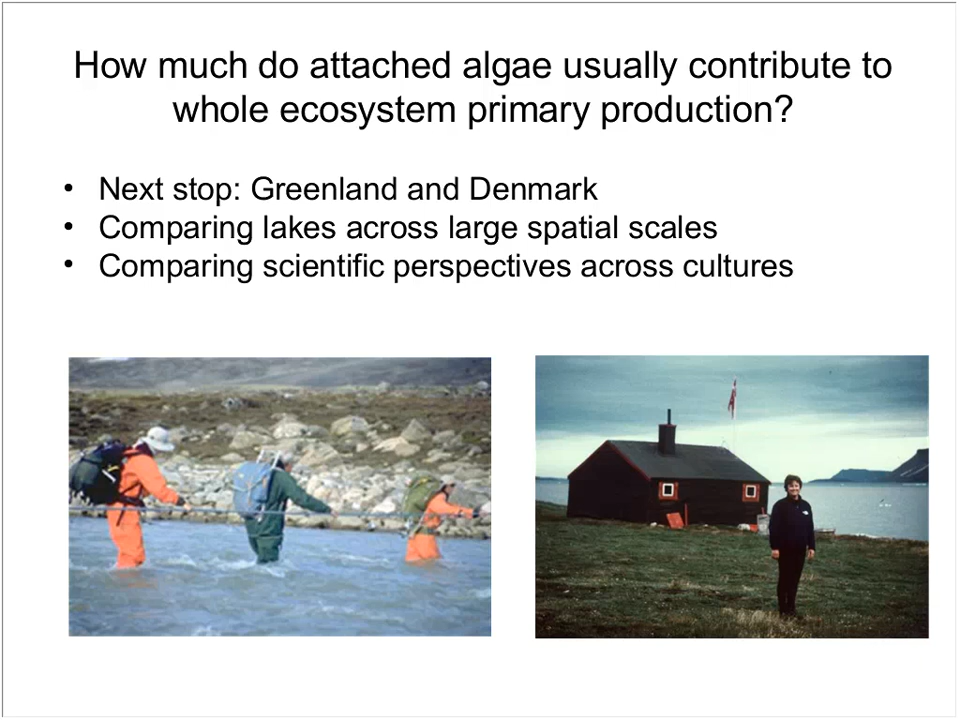 How much do attached algae usually contribute to
whole ecosystem primary production?
• Next stop: Greenland and Denmark
• Comparing lakes across large spatial scales
• Comparing scientific perspectives across cultures